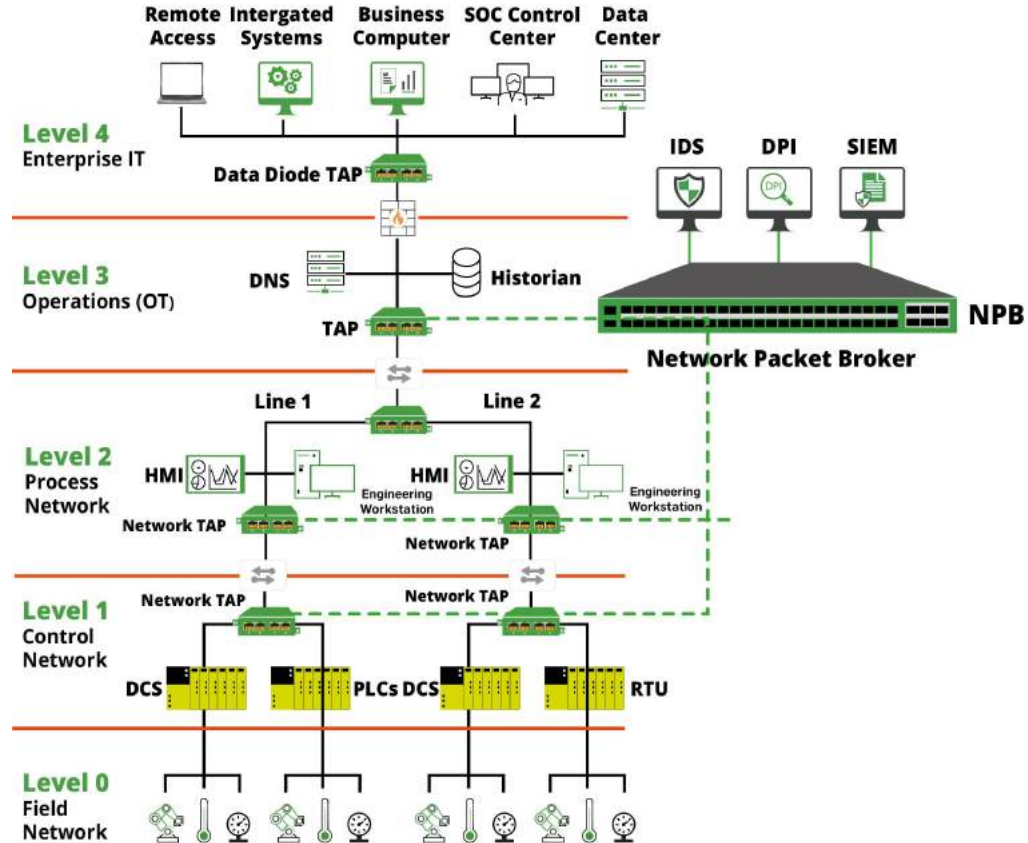 Remote Access
Intergated Systems
Business Computer
SOC Control Center
Data Center
Level 4
Enterprise IT
Data Diode TAP
IDS
DPI
SIEM
DPI
Level 3
Operations (OT)
DNS
Historian
TAP
NPB
Network Packet Broker
Line 1
Line 2
Level 2
Process
Network
HMI
Engineering
Workstation
HMI
Engineering
Workstation
Network TAP
Network TAP
Level 1
Control
Network
Network TAP
Network TAP
DCS
PLCs
DCS
RTU
Level 0
Field
Network